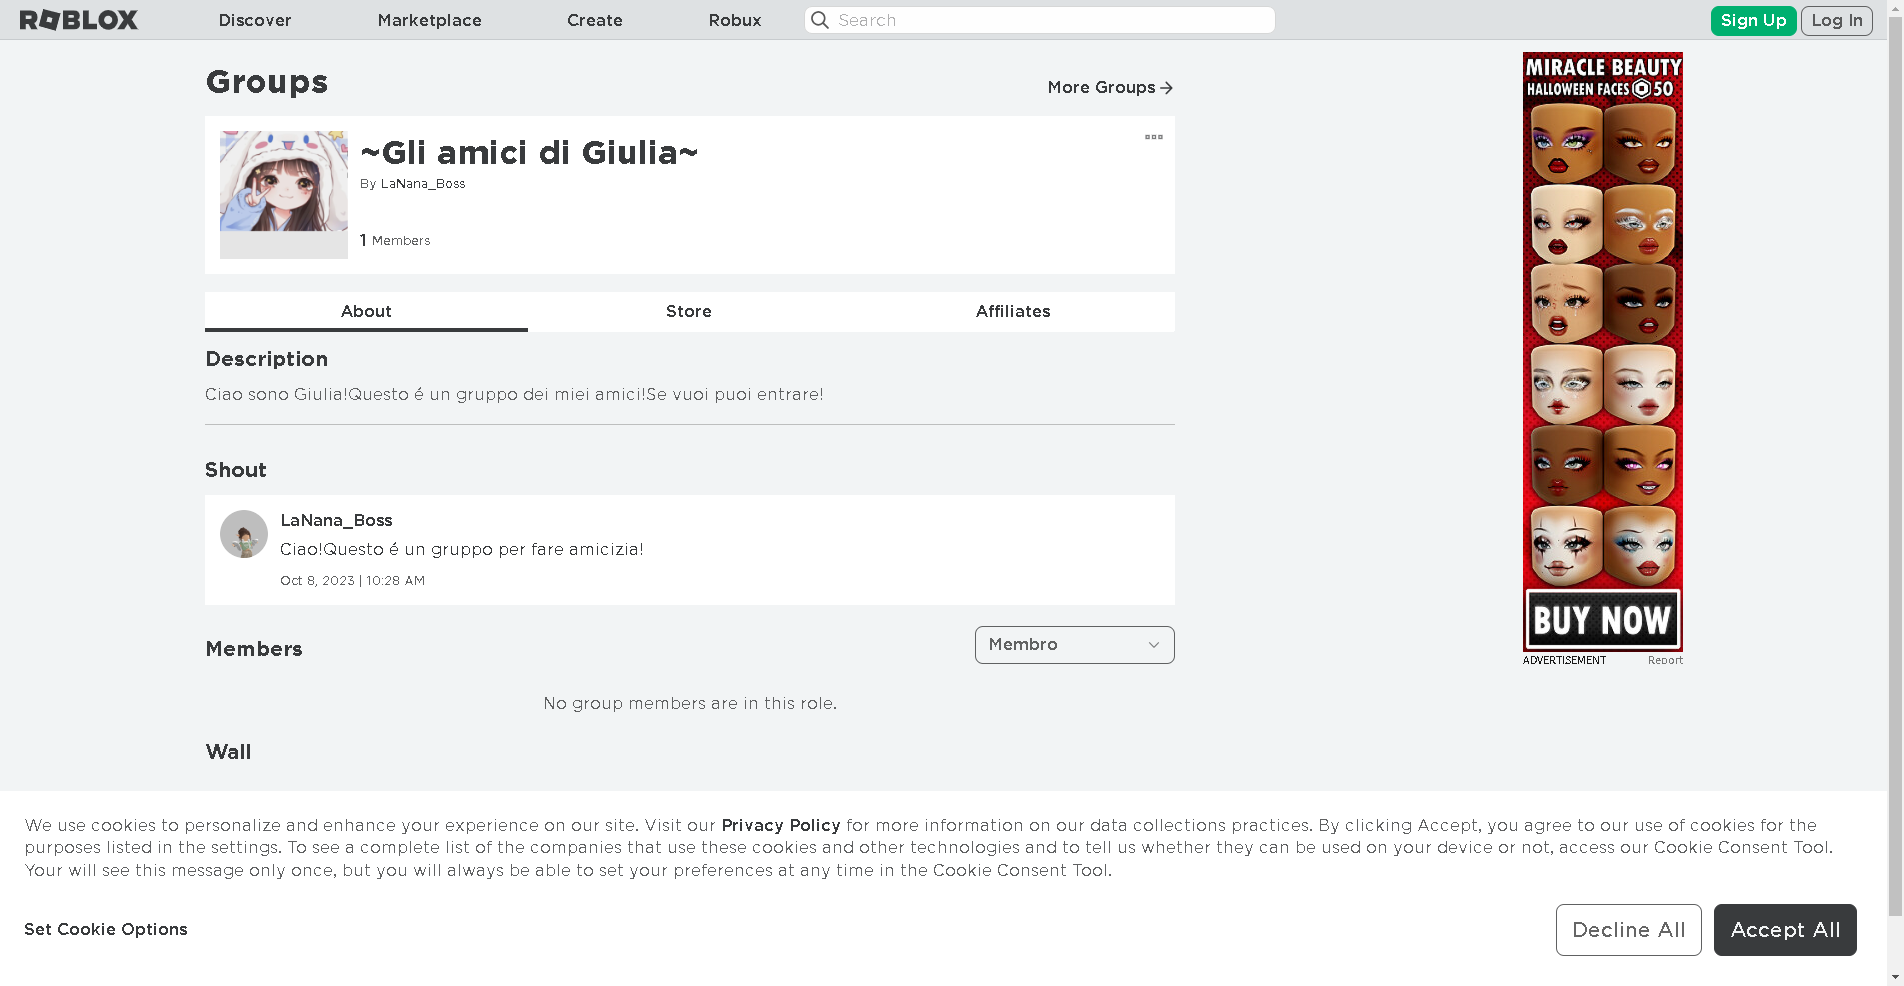 ROBLOX
Discover
Marketplace
Create
Robux
Search
Sign Up
Log In
Groups
More Groups
~Gli amici di Giulia~
By LaNana_Boss
1 Members
About
Store
Affiliates
Description
Ciao sono Giulia!Questo é un gruppo dei miei amici!Se vuoi puoi entrare!
Shout
LaNana_Boss
Ciao!Questo é un gruppo per fare amicizia!
Oct 8, 2023 | 10:28 AM
Members
Membro
No group members are in this role.
Wall
MIRACLE BEAUTY
HALLOWEEN FACES 50
BUY NOW
ADVERTISEMENT
Report
We use cookies to personalize and enhance your experience on our site. Visit our Privacy Policy for more information on our data collections practices. By clicking Accept, you agree to our use of cookies for the
purposes listed in the settings. To see a complete list of the companies that use these cookies and other technologies and to tell us whether they can be used on your device or not, access our Cookie Consent Tool.
Your will see this message only once, but you will always be able to set your preferences at any time in the Cookie Consent Tool.
Set Cookie Options
Decline All
Accept All